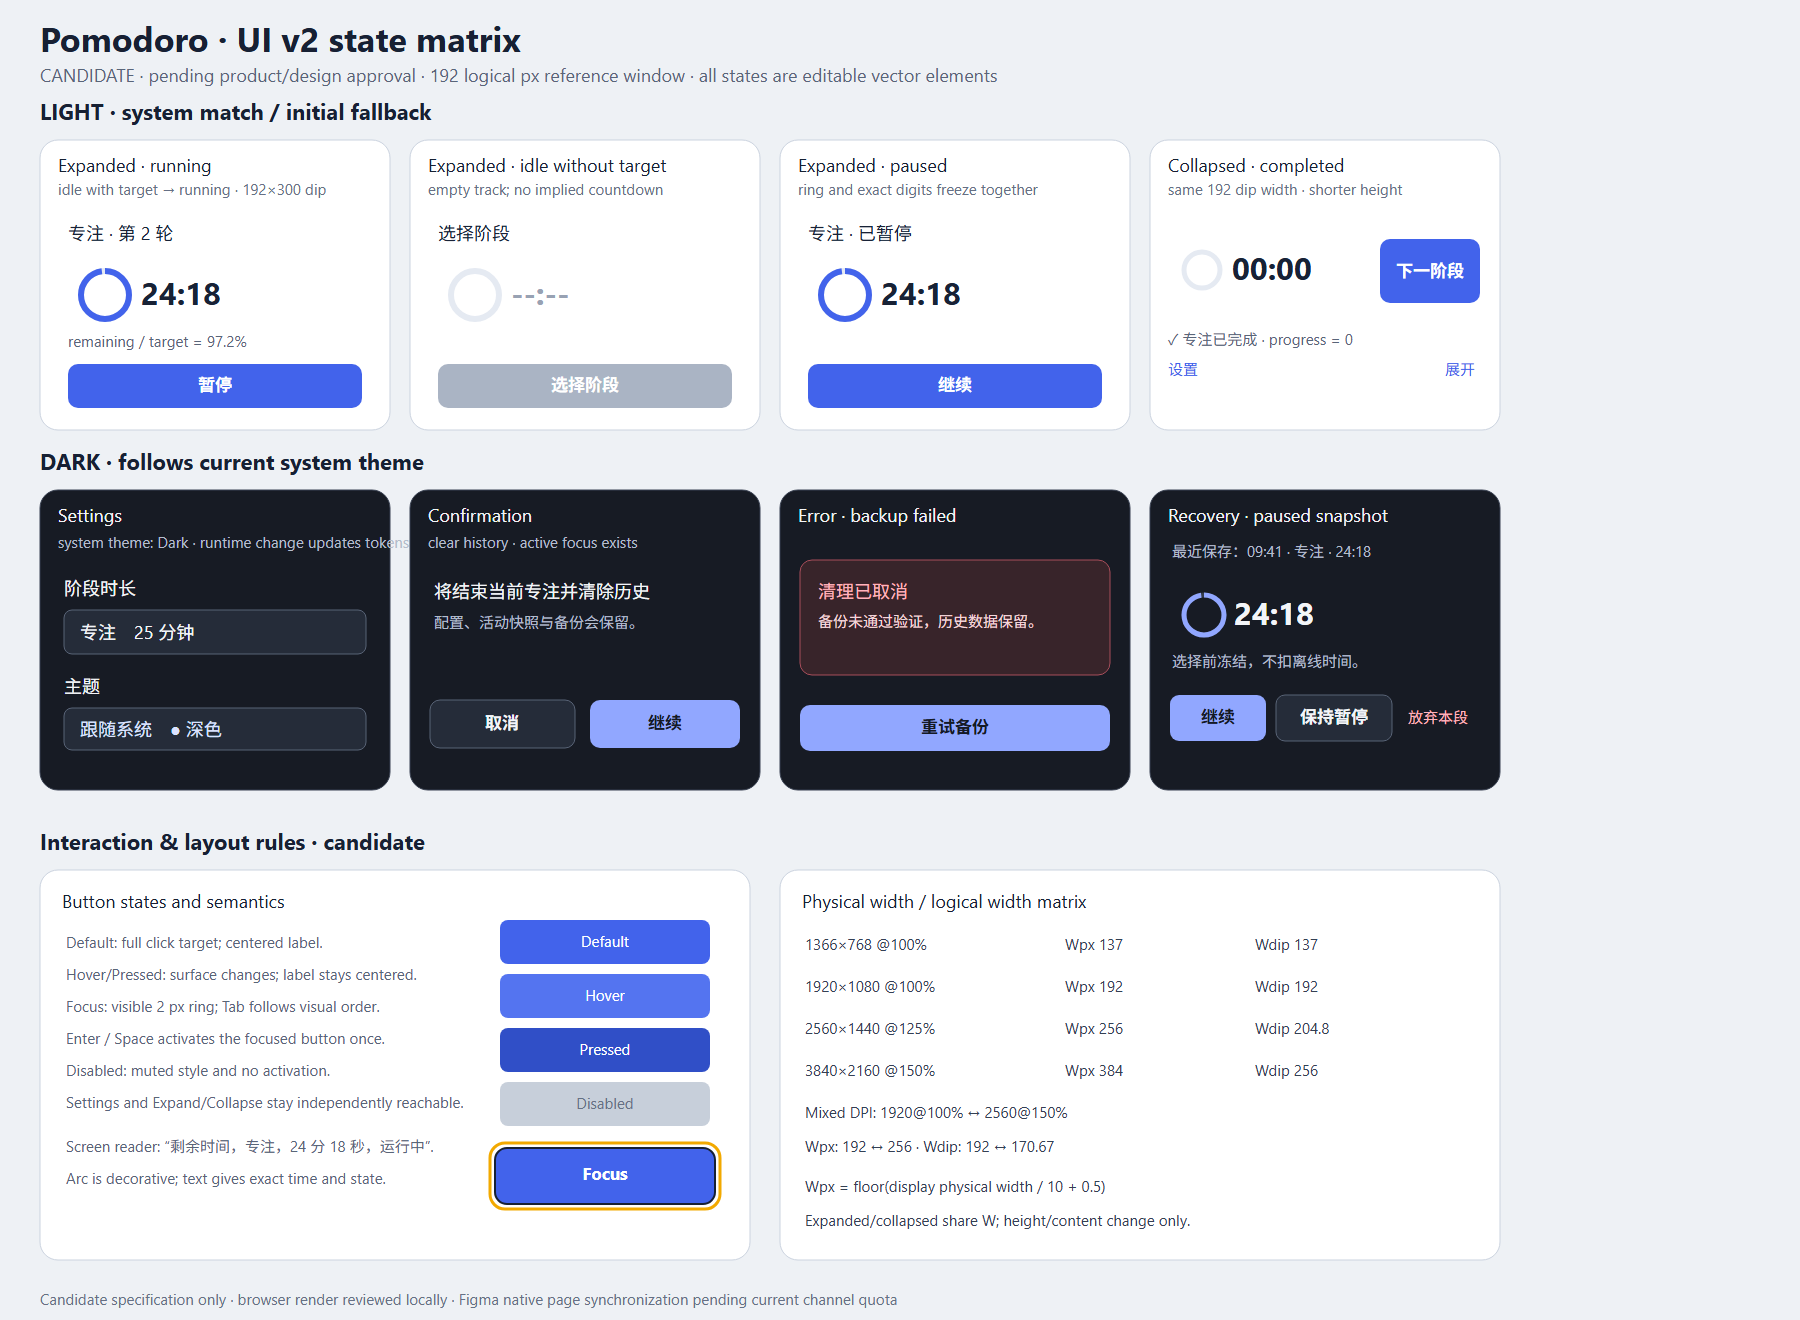 Pomodoro · UI v2 state matrix
CANDIDATE · pending product/design approval · 192 logical px reference window · all states are editable vector elements
LIGHT · system match / initial fallback
Expanded · running
idle with target → running · 192×300 dip
专注 · 第 2 轮
24:18
remaining / target = 97.2%
暂停
Expanded · idle without target
empty track; no implied countdown
选择阶段
--:--
选择阶段
Expanded · paused
ring and exact digits freeze together
专注 · 已暂停
24:18
继续
Collapsed · completed
same 192 dip width · shorter height
00:00
下一阶段
✓ 专注已完成 · progress = 0
设置
展开
DARK · follows current system theme
Settings
system theme: Dark · runtime change updates tokens
阶段时长
专注 25 分钟
主题
跟随系统 ● 深色
Confirmation
clear history · active focus exists
将结束当前专注并清除历史
配置、活动快照与备份会保留。
取消
继续
Error · backup failed
清理已取消
备份未通过验证，历史数据保留。
重试备份
Recovery · paused snapshot
最近保存：09:41 · 专注 · 24:18
24:18
选择前冻结，不扣离线时间。
继续
保持暂停
放弃本段
Interaction & layout rules · candidate
Button states and semantics
Default: full click target; centered label.
Hover/Pressed: surface changes; label stays centered.
Focus: visible 2 px ring; Tab follows visual order.
Enter / Space activates the focused button once.
Disabled: muted style and no activation.
Settings and Expand/Collapse stay independently reachable.
Screen reader: “剩余时间，专注，24 分 18 秒，运行中”.
Arc is decorative; text gives exact time and state.
Default
Hover
Pressed
Disabled
Focus
Physical width / logical width matrix
1366×768 @100% Wpx 137 Wdip 137
1920×1080 @100% Wpx 192 Wdip 192
2560×1440 @125% Wpx 256 Wdip 204.8
3840×2160 @150% Wpx 384 Wdip 256
Mixed DPI: 1920@100% ↔ 2560@150%
Wpx: 192 ↔ 256 · Wdip: 192 ↔ 170.67
Wpx = floor(display physical width / 10 + 0.5)
Expanded/collapsed share W; height/content change only.
Candidate specification only · browser render reviewed locally · Figma native page synchronization pending current channel quota